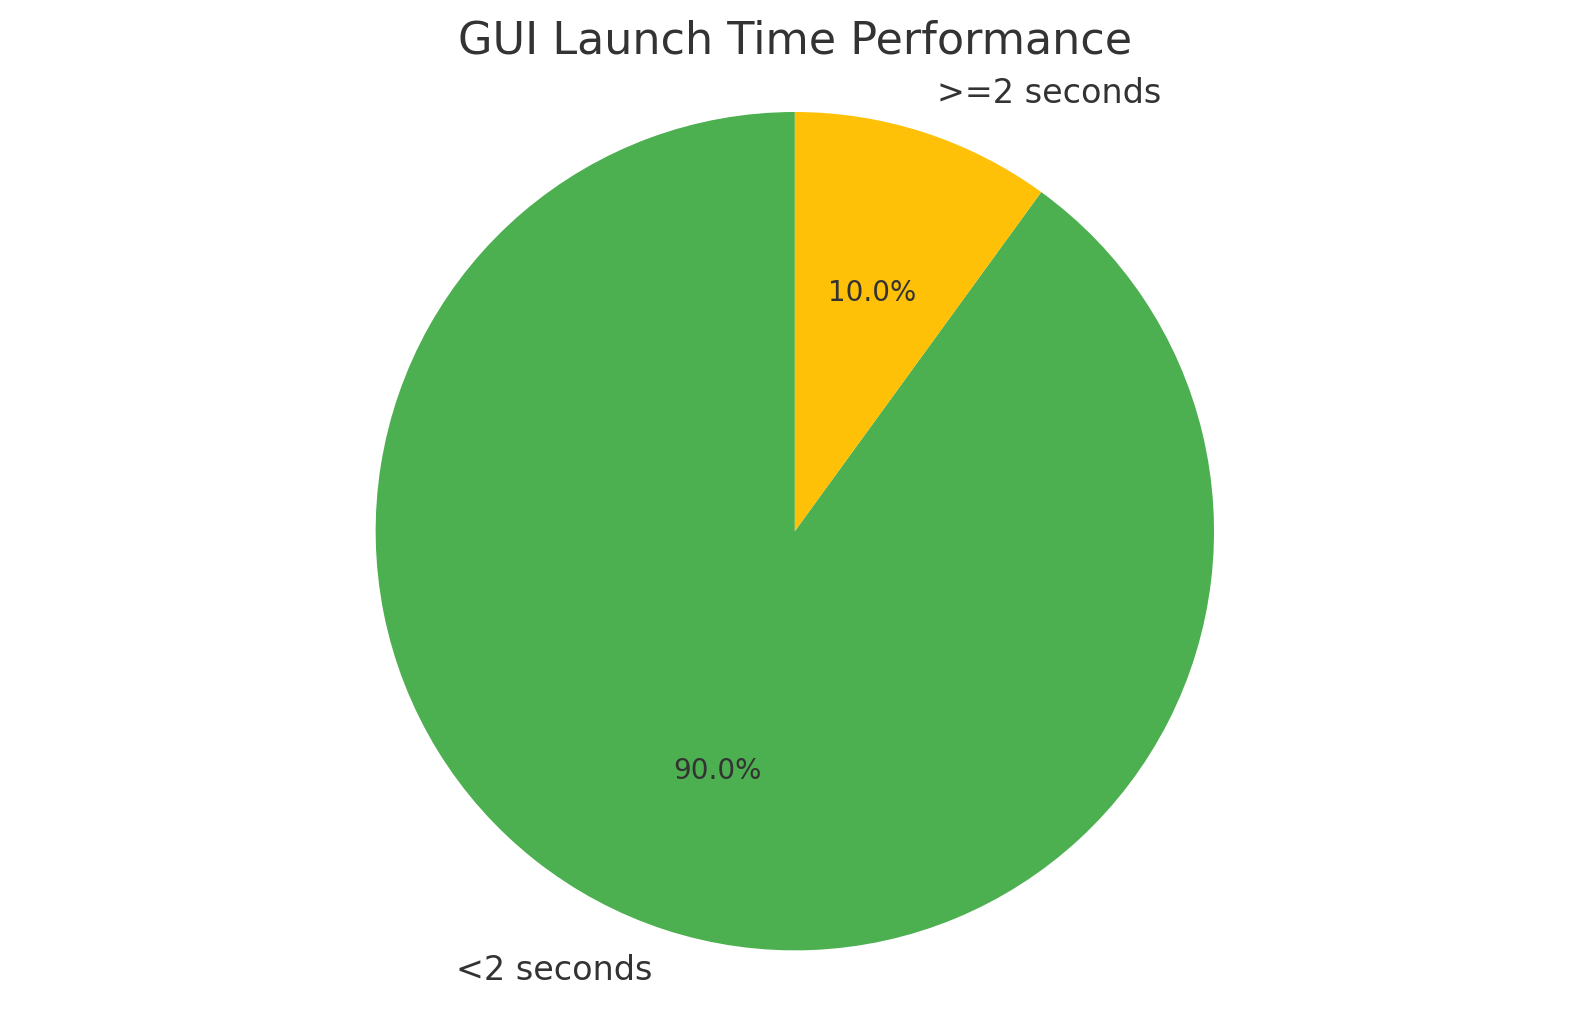 GUI Launch Time Performance
>=2 seconds
10.0%
90.0%
<2 seconds